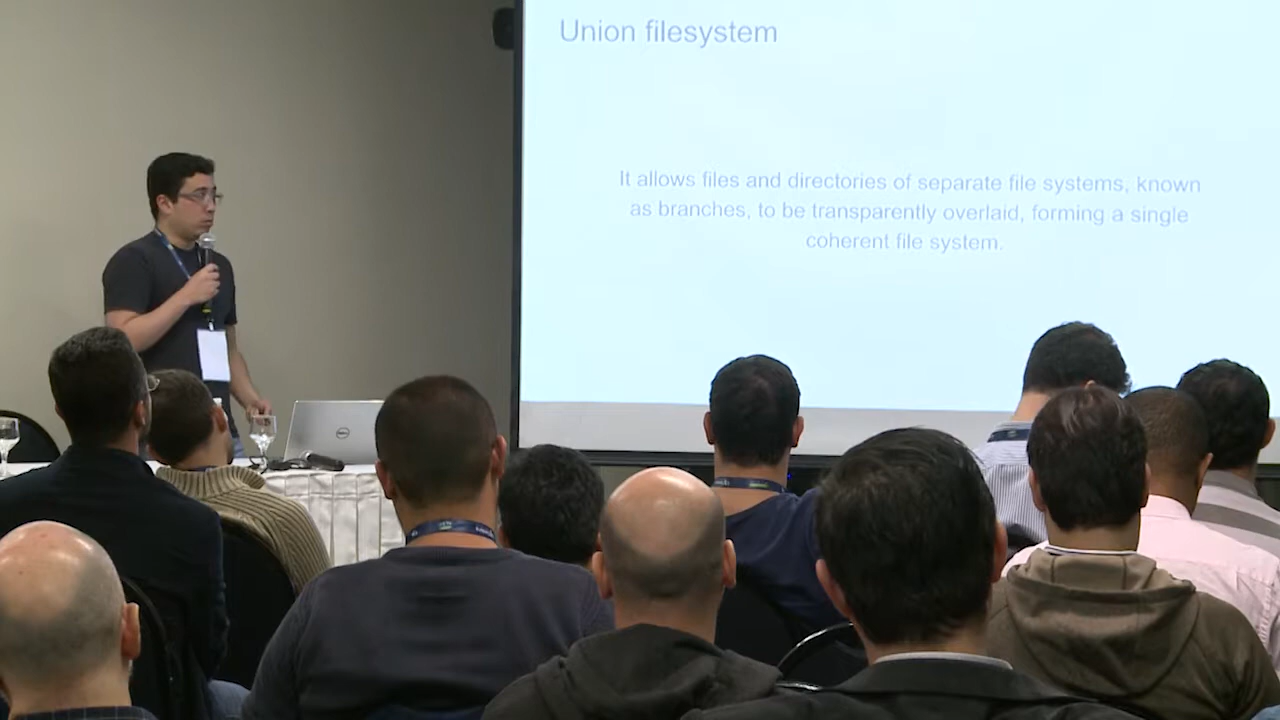 Union filesystem
It allows files and directories of separate file systems, known
as branches, to be transparently overlaid, forming a single
coherent file system.
DELL